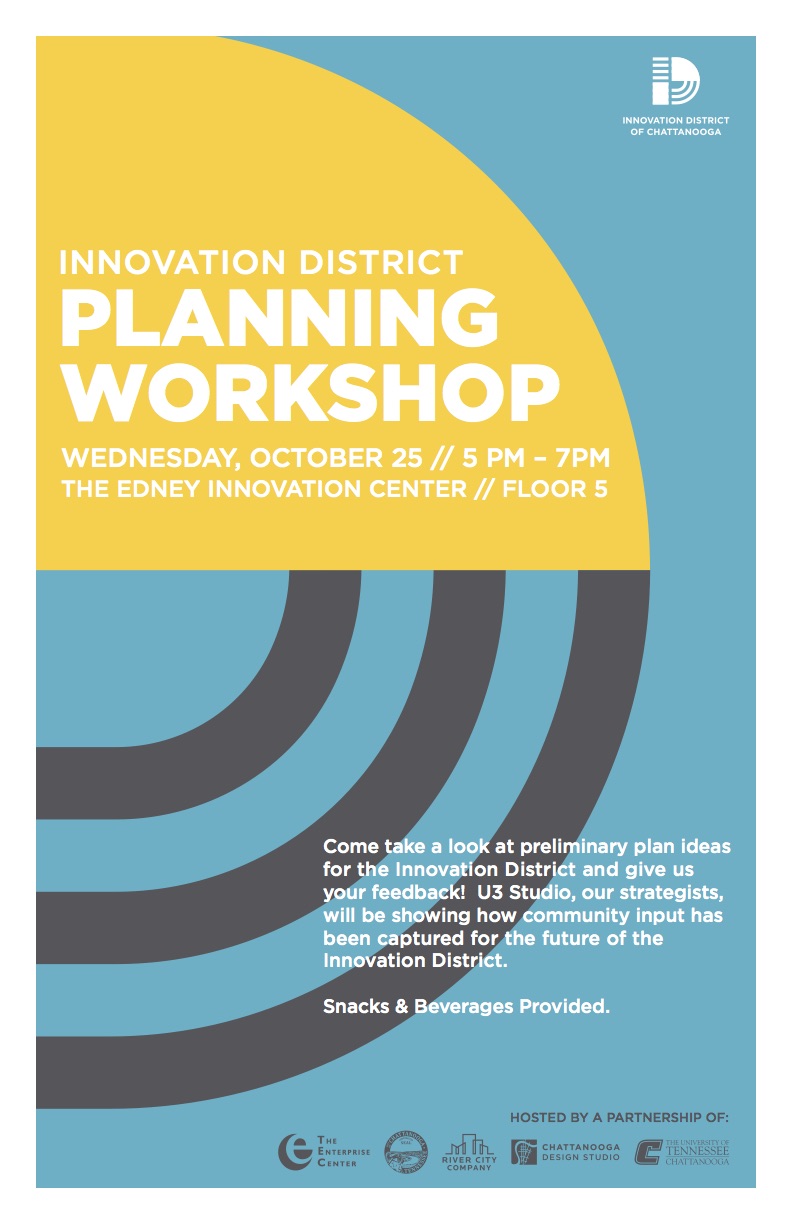 INNOVATION DISTRICT
OF CHATTANOOGA
INNOVATION DISTRICT
PLANNING
WORKSHOP
WEDNESDAY, OCTOBER 25 // 5 PM – 7PM
THE EDNEY INNOVATION CENTER // FLOOR 5
Come take a look at preliminary plan ideas
for the Innovation District and give us
your feedback!  U3 Studio, our strategists,
will be showing how community input has
been captured for the future of the
Innovation District.
Snacks & Beverages Provided.
HOSTED BY A PARTNERSHIP OF:
THE
ENTERPRISE
CENTER
CHATTANOOGA
TENNESSEE
RIVER CITY
COMPANY
CHATTANOOGA
DESIGN STUDIO
THE UNIVERSITY OF
TENNESSEE
CHATTANOOGA